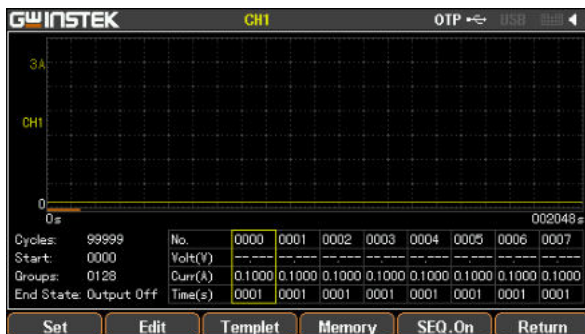 GWINSTEK CH1 OTP USB
3A
CH1
0
0s 002048s
Cycles: 99999 No. 0000 0001 0002 0003 0004 0005 0006 0007
Start: 0000 Volt(V) --.--- --.--- --.--- --.--- --.--- --.--- --.--- --.---
Groups: 0128 Curr(A) 0.1000 0.1000 0.1000 0.1000 0.1000 0.1000 0.1000 0.1000
End State: Output Off Time(s) 0001 0001 0001 0001 0001 0001 0001 0001
Set Edit Templet Memory SEQ.On Return